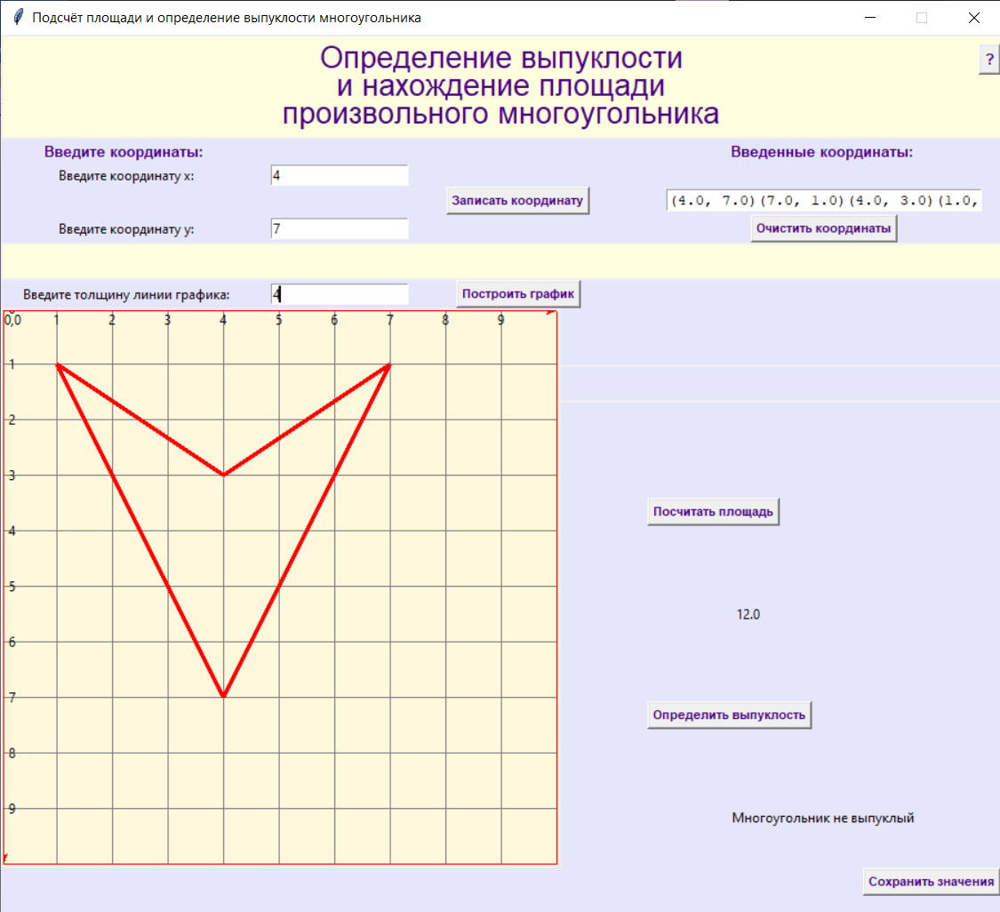 Подсчёт площади и определение выпуклости многоугольника
Определение выпуклости
и нахождение площади
произвольного многоугольника
?
Введите координаты:
Введенные координаты:
Введите координату x:
4
Записать координату
(4.0, 7.0)(7.0, 1.0)(4.0, 3.0)(1.0,
Введите координату y:
7
Очистить координаты
Введите толщину линии графика:
4
Построить график
0,0 1 2 3 4 5 6 7 8 9
1
2
3
4
5
6
7
8
9
Посчитать площадь
12.0
Определить выпуклость
Многоугольник не выпуклый
Сохранить значения